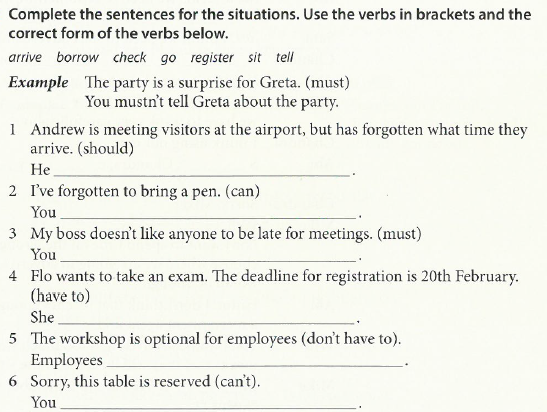 Complete the sentences for the situations. Use the verbs in brackets and the
correct form of the verbs below.
arrive borrow check go register sit tell
Example The party is a surprise for Greta. (must)
You mustn't tell Greta about the party.
1 Andrew is meeting visitors at the airport, but has forgotten what time they
arrive. (should)
He ____________________.
2 I've forgotten to bring a pen. (can)
You ____________________.
3 My boss doesn't like anyone to be late for meetings. (must)
You ____________________.
4 Flo wants to take an exam. The deadline for registration is 20th February.
(have to)
She ____________________.
5 The workshop is optional for employees (don't have to).
Employees ____________________.
6 Sorry, this table is reserved (can't).
You ____________________.